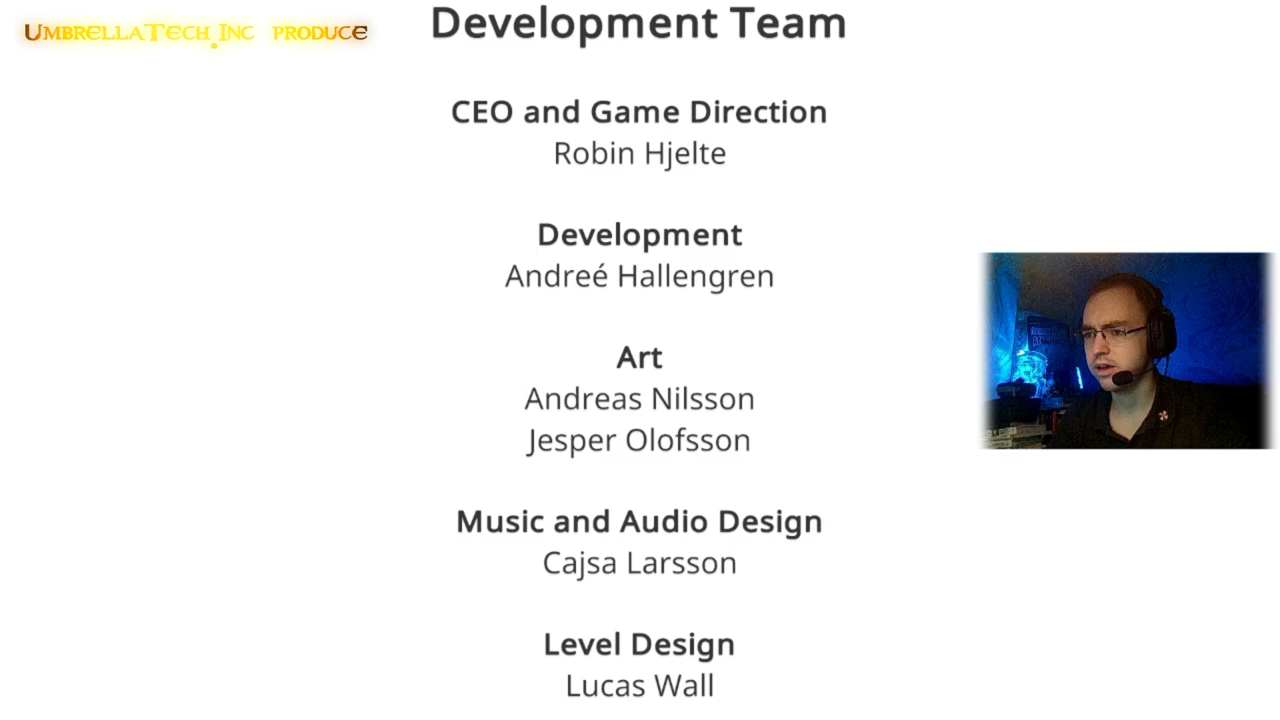 UmbrellaTech.Inc produce
Development Team
CEO and Game Direction
Robin Hjelte
Development
Andreé Hallengren
Art
Andreas Nilsson
Jesper Olofsson
Music and Audio Design
Cajsa Larsson
Level Design
Lucas Wall